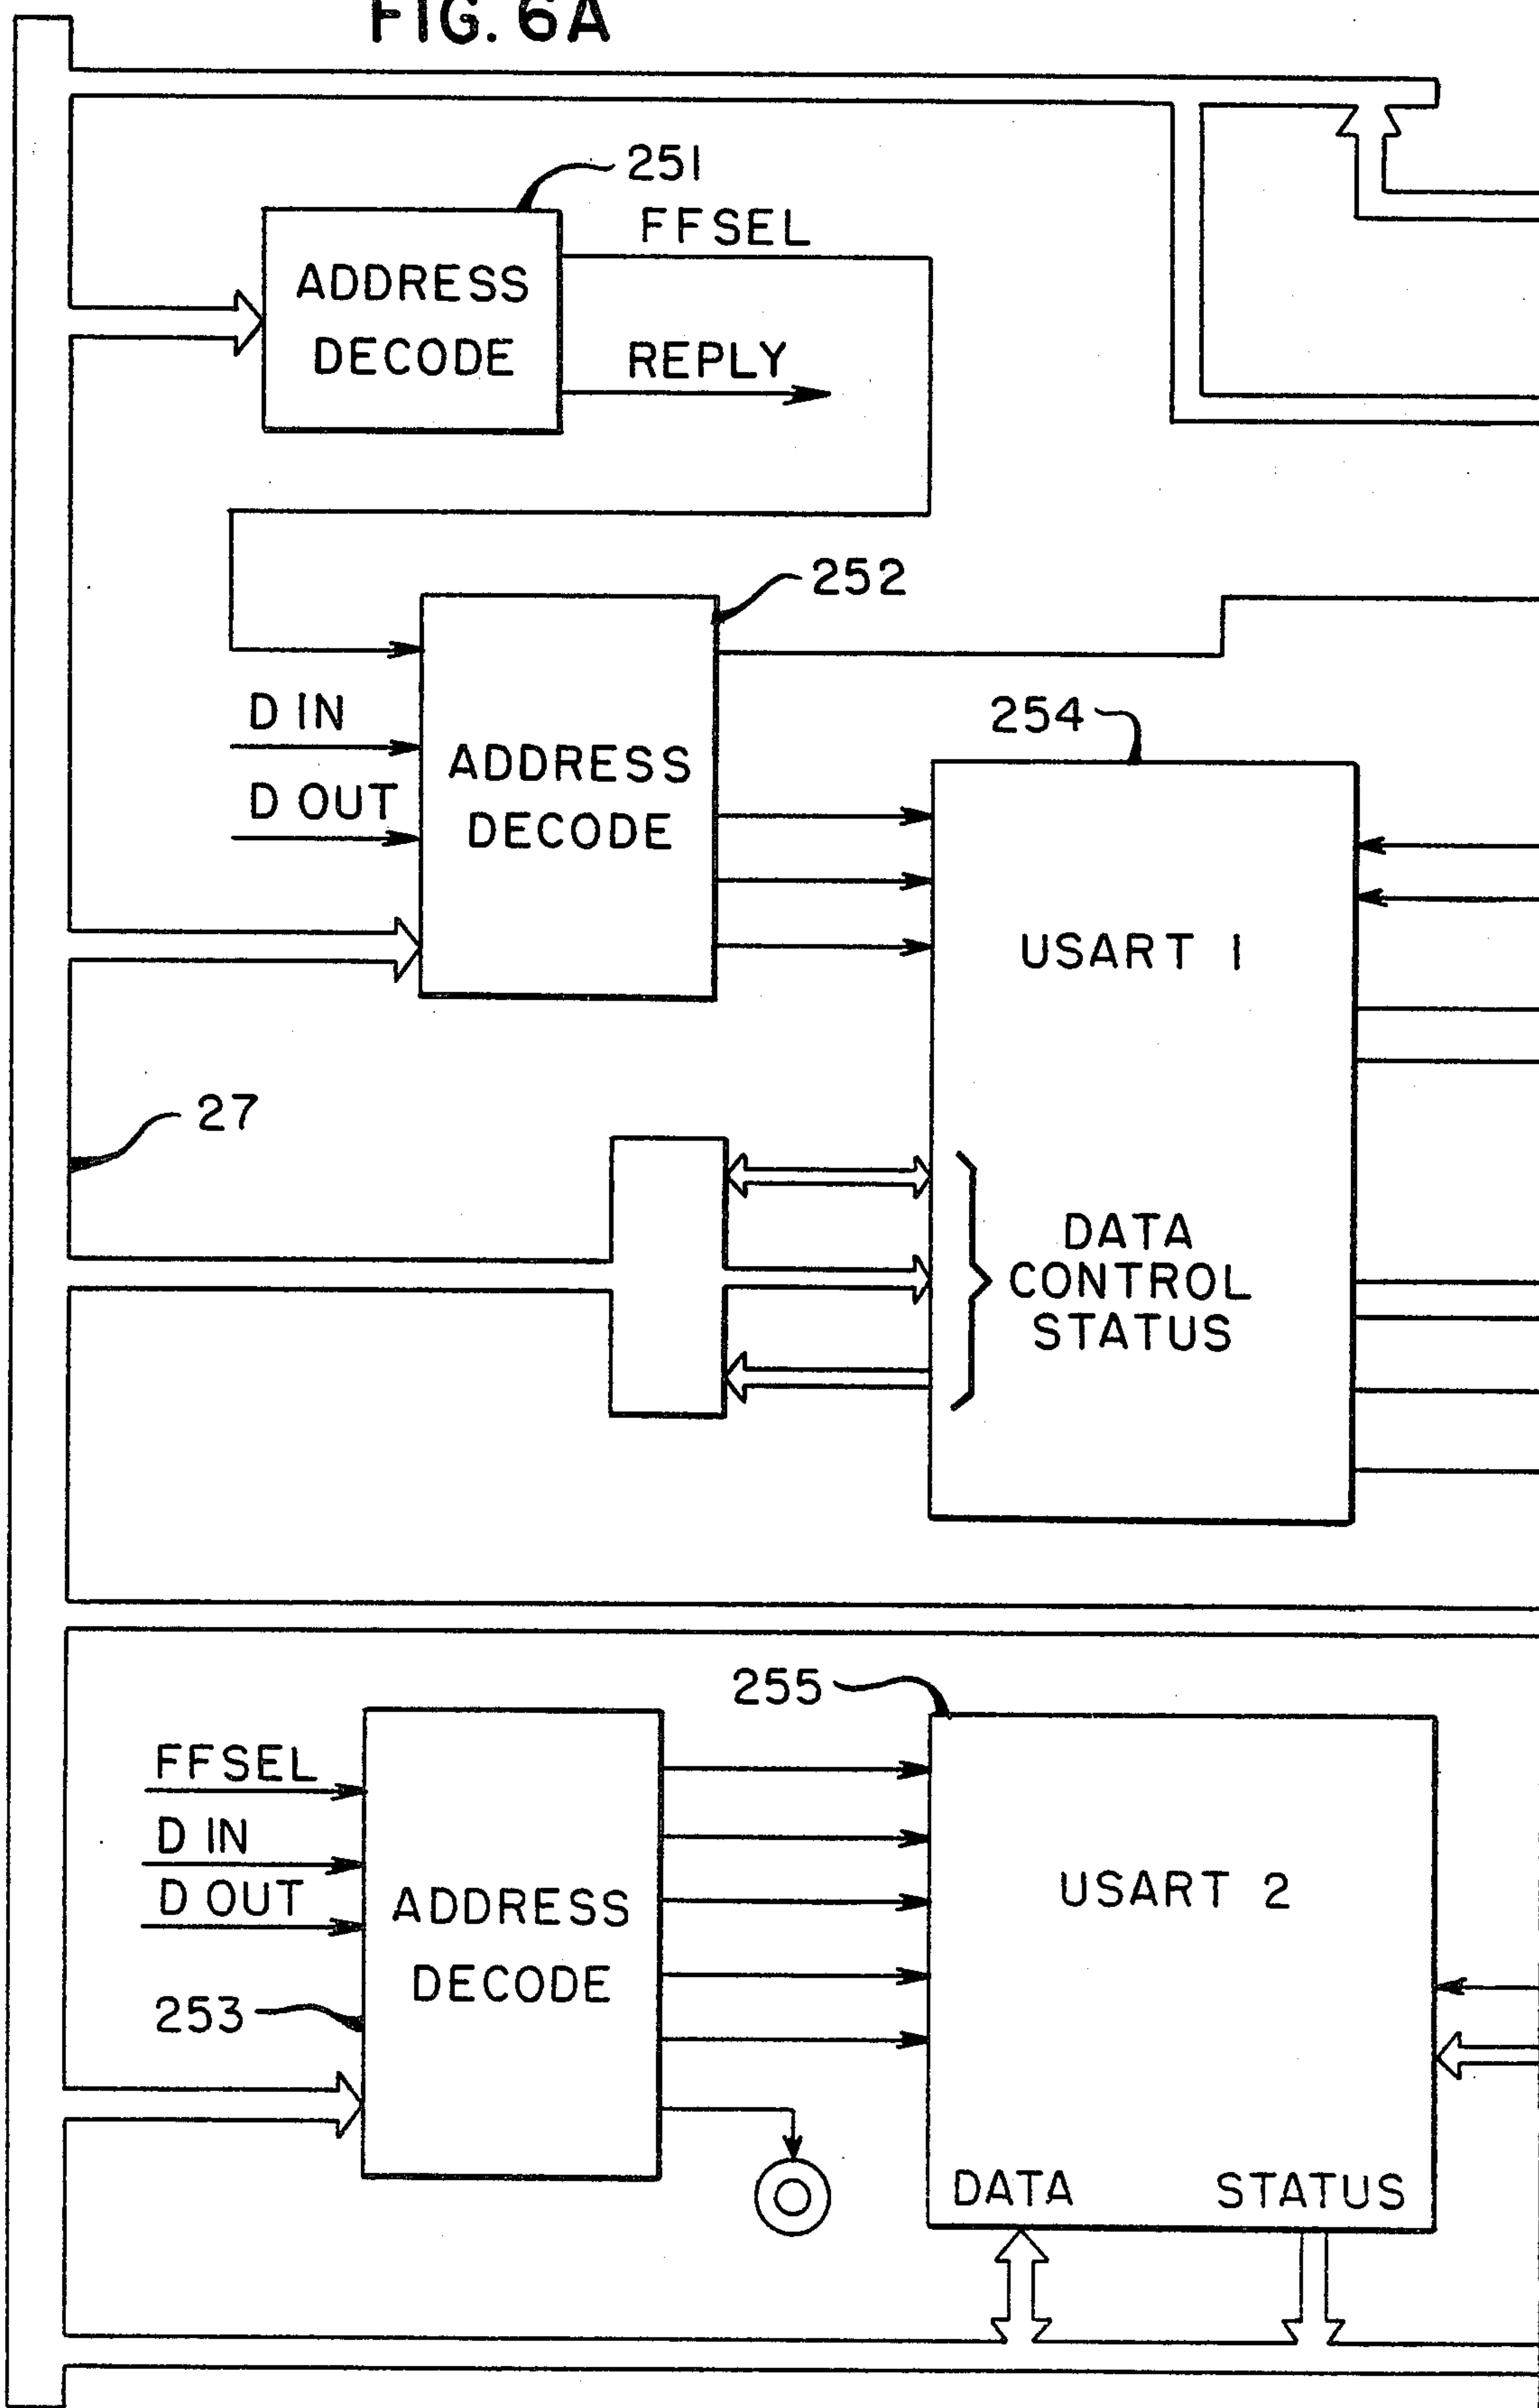 FIG. 6A
251
FFSEL
ADDRESS
DECODE
REPLY
252
D IN
D OUT
ADDRESS
DECODE
254
USART 1
27
DATA
CONTROL
STATUS
255
FFSEL
D IN
D OUT
ADDRESS
DECODE
253
USART 2
DATA
STATUS